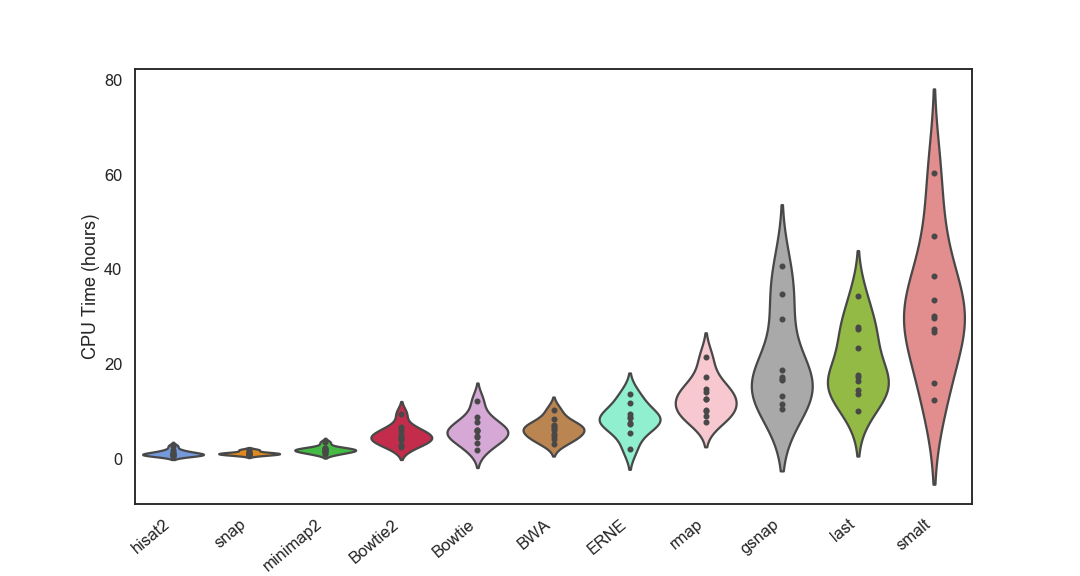 80
60
40
20
0
CPU Time (hours)
hisat2
snap
minimap2
Bowtie2
Bowtie
BWA
ERNE
rmap
gsnap
last
smalt